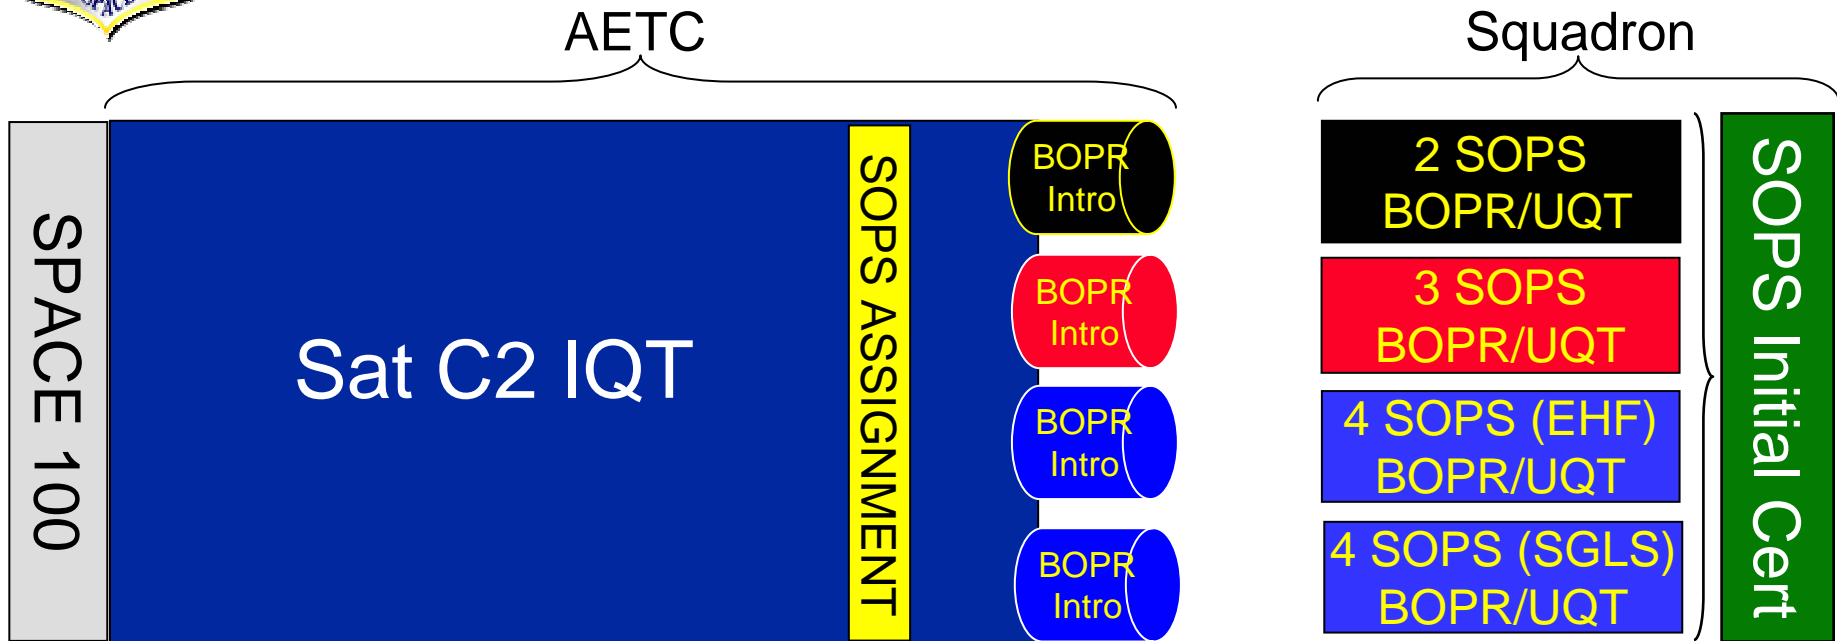 SPACE
AETC
Squadron
SPACE 100
Sat C2 IQT
SOPS ASSIGNMENT
BOPR
Intro
BOPR
Intro
BOPR
Intro
BOPR
Intro
2 SOPS
BOPR/UQT
3 SOPS
BOPR/UQT
4 SOPS (EHF)
BOPR/UQT
4 SOPS (SGLS)
BOPR/UQT
SOPS Initial Cert